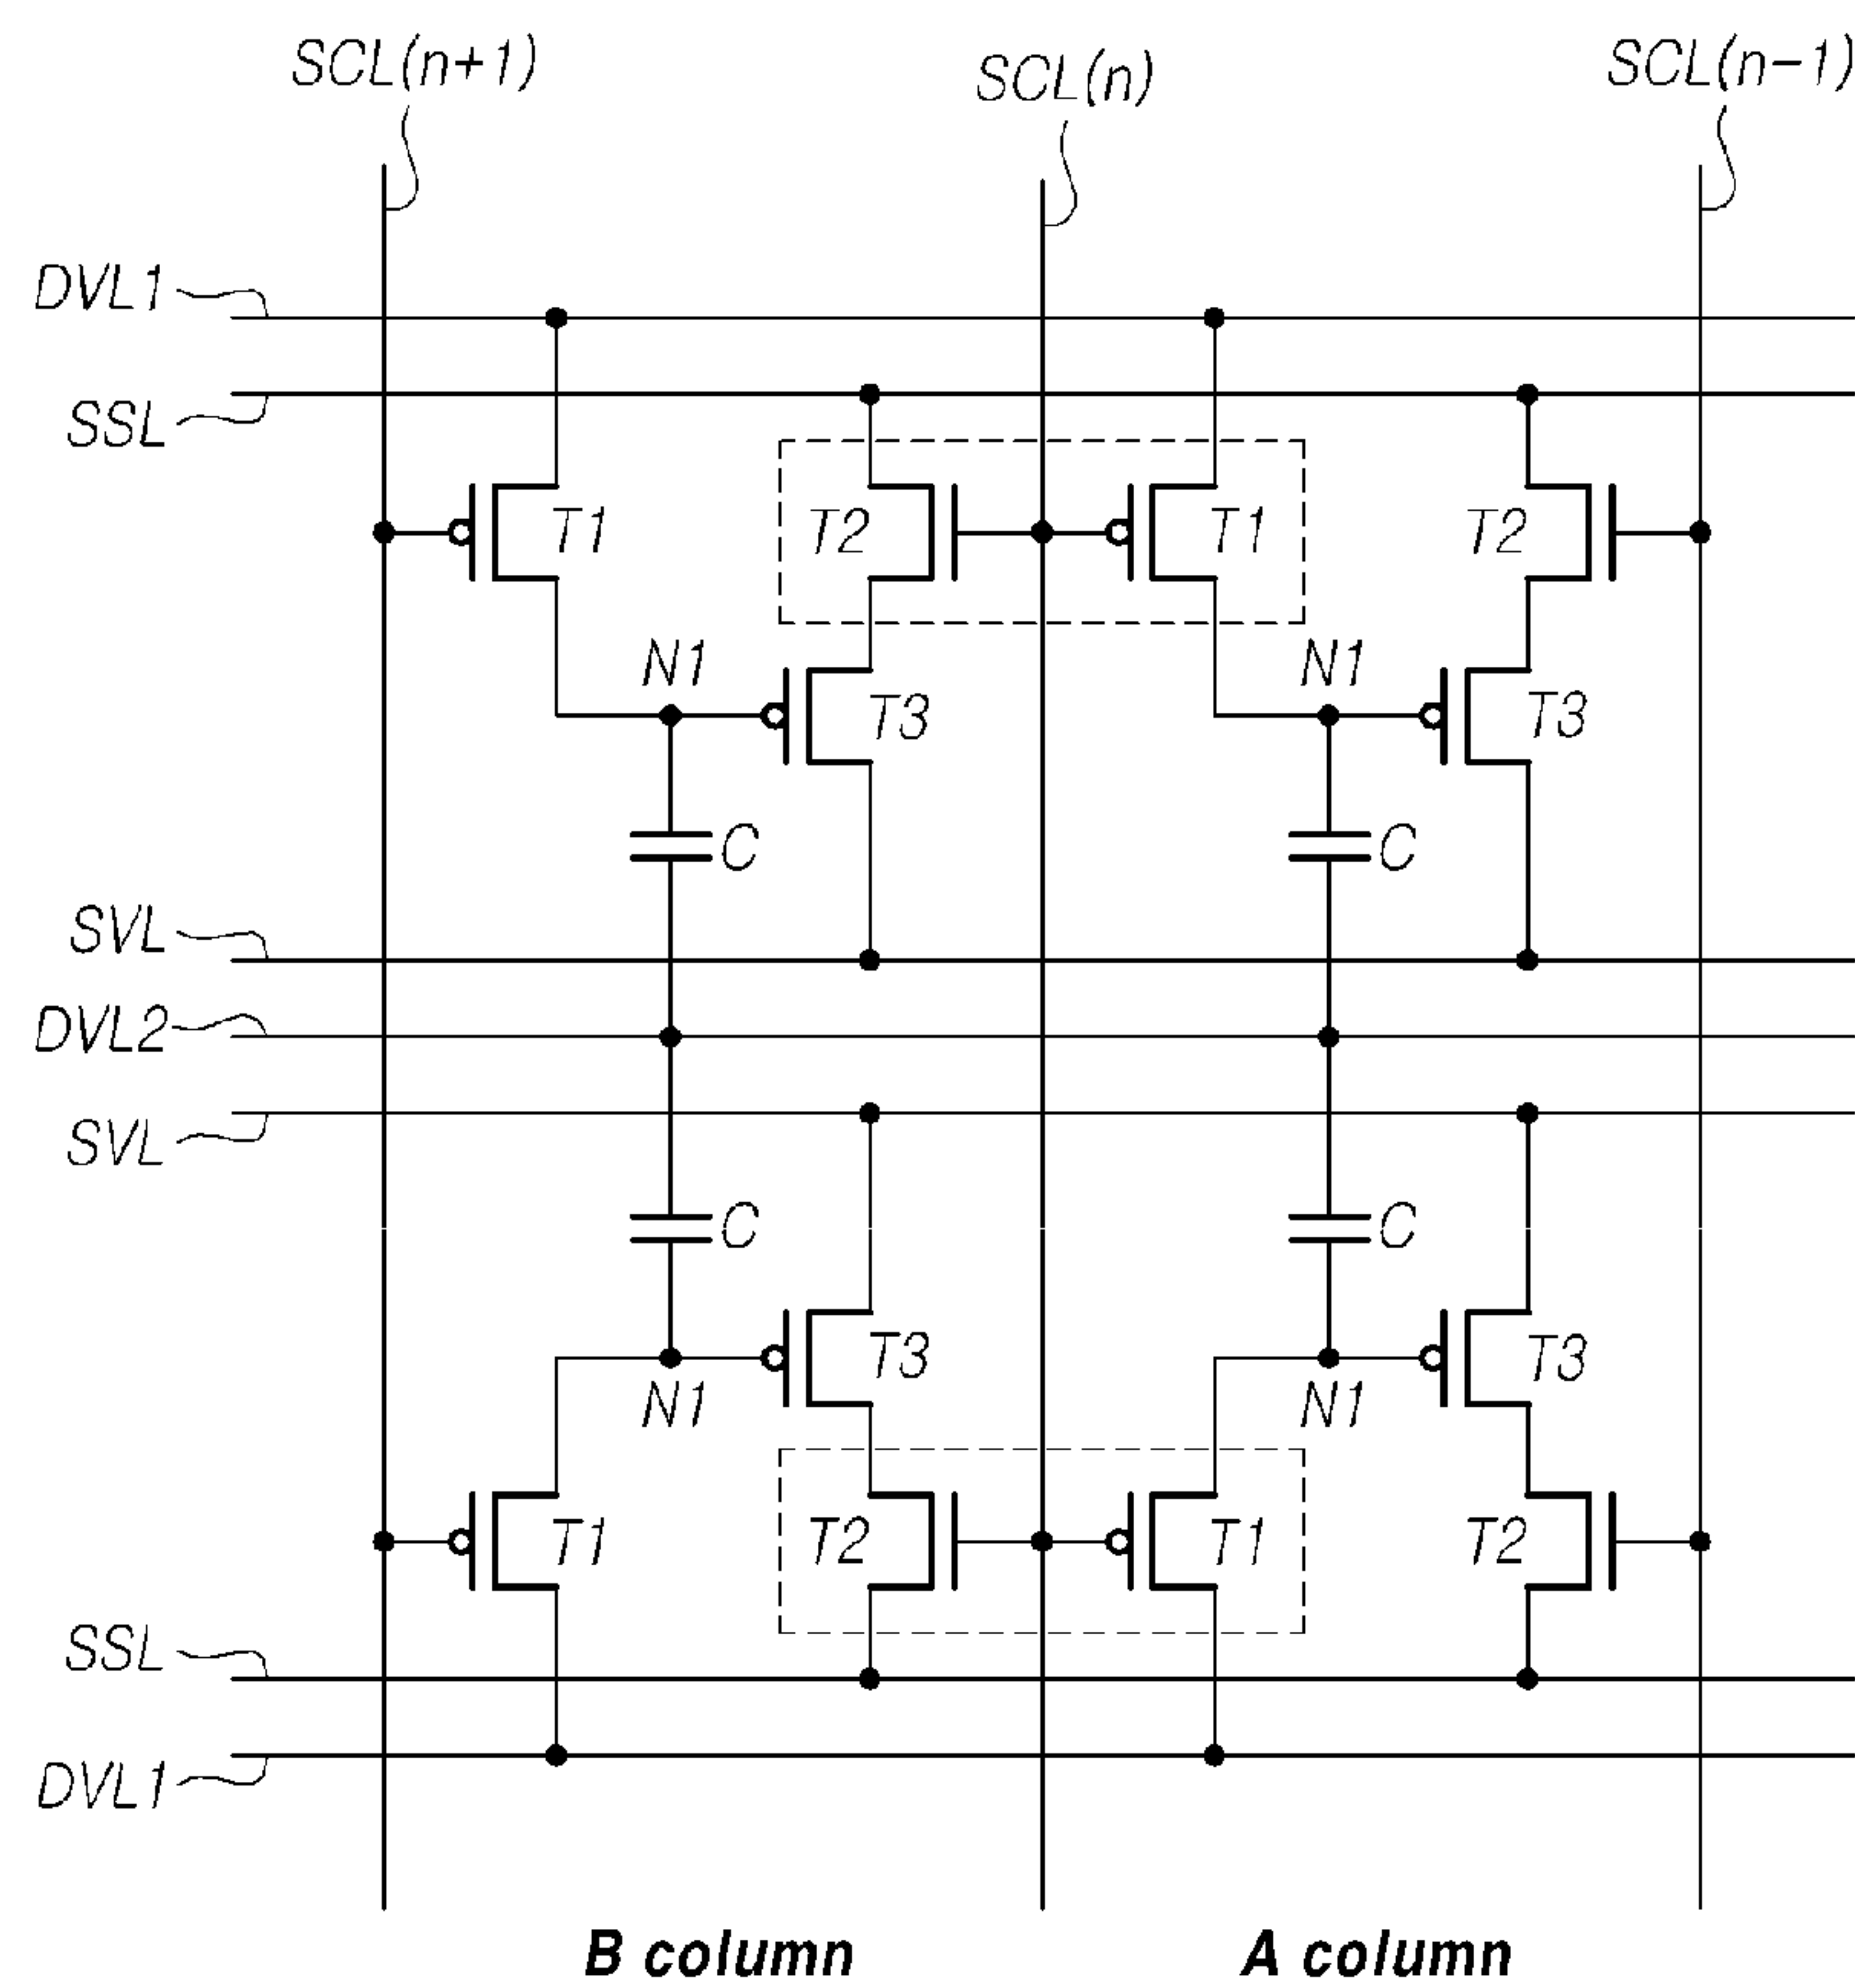 SCL(n+1) SCL(n) SCL(n-1)
DVL1
SSL
T1 T2 T1 T2
N1 N1
T3 T3
C C
SVL
DVL2
SVL
C C
T3 T3
N1 N1
T1 T2 T1 T2
SSL
DVL1
B column A column